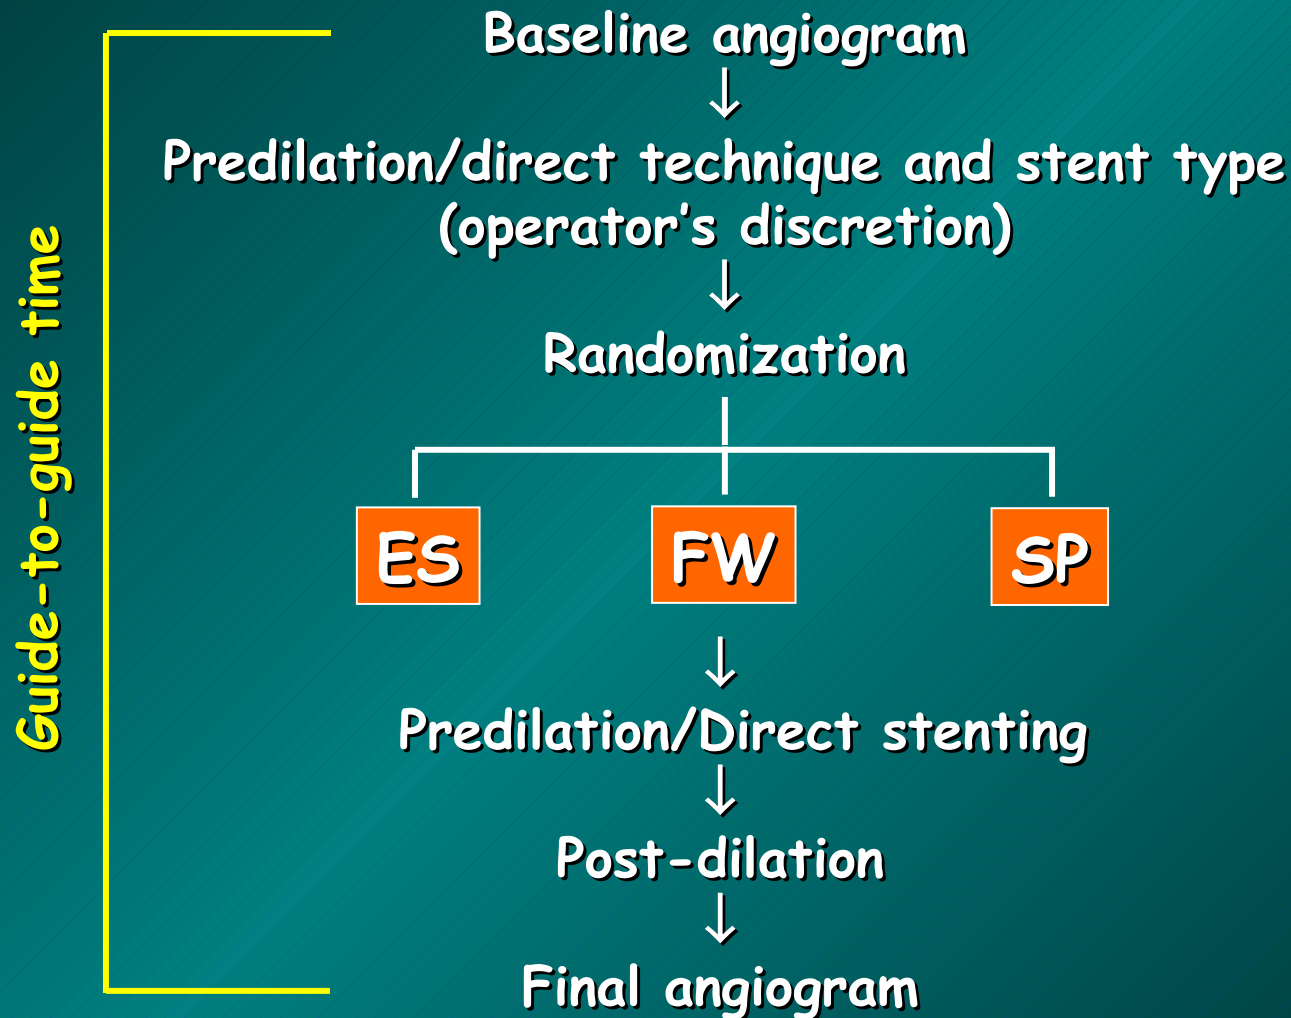 Baseline angiogram
↓
Predilation/direct technique and stent type
(operator's discretion)
↓
Randomization
ES
FW
SP
↓
Predilation/Direct stenting
↓
Post-dilation
↓
Final angiogram
Guide-to-guide time